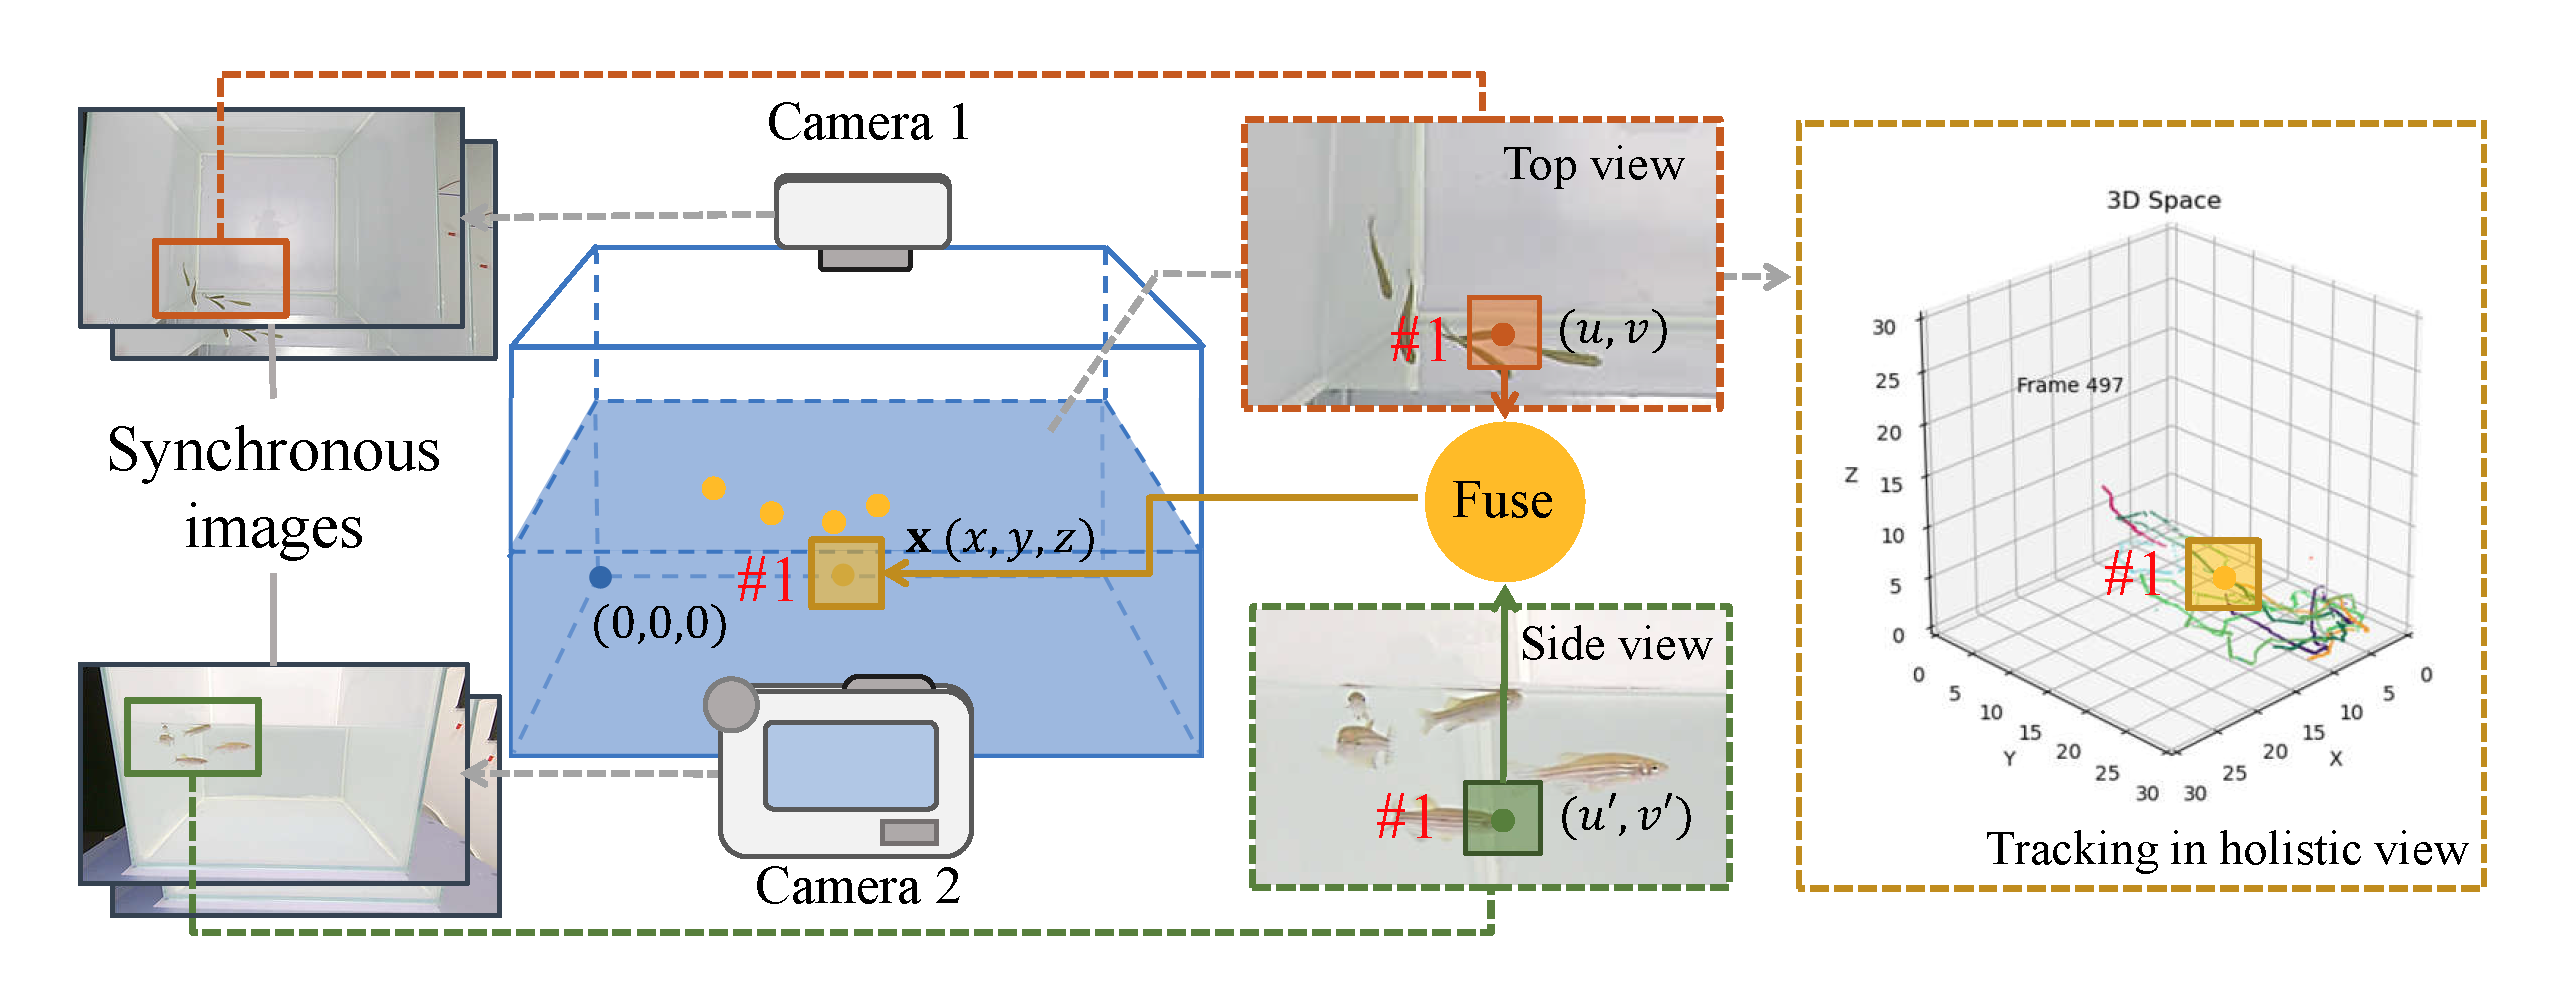 Camera 1
Synchronous
images
(0,0,0)
#1
𝐱 (x, y, z)
Camera 2
Top view
#1
(u, v)
Fuse
Side view
#1
(u′, v′)
3D Space
Frame 497
Z
30
25
20
15
10
5
0
#1
0
5
10
15
20
25
30
Y
30
25
20
15
10
5
0
X
Tracking in holistic view